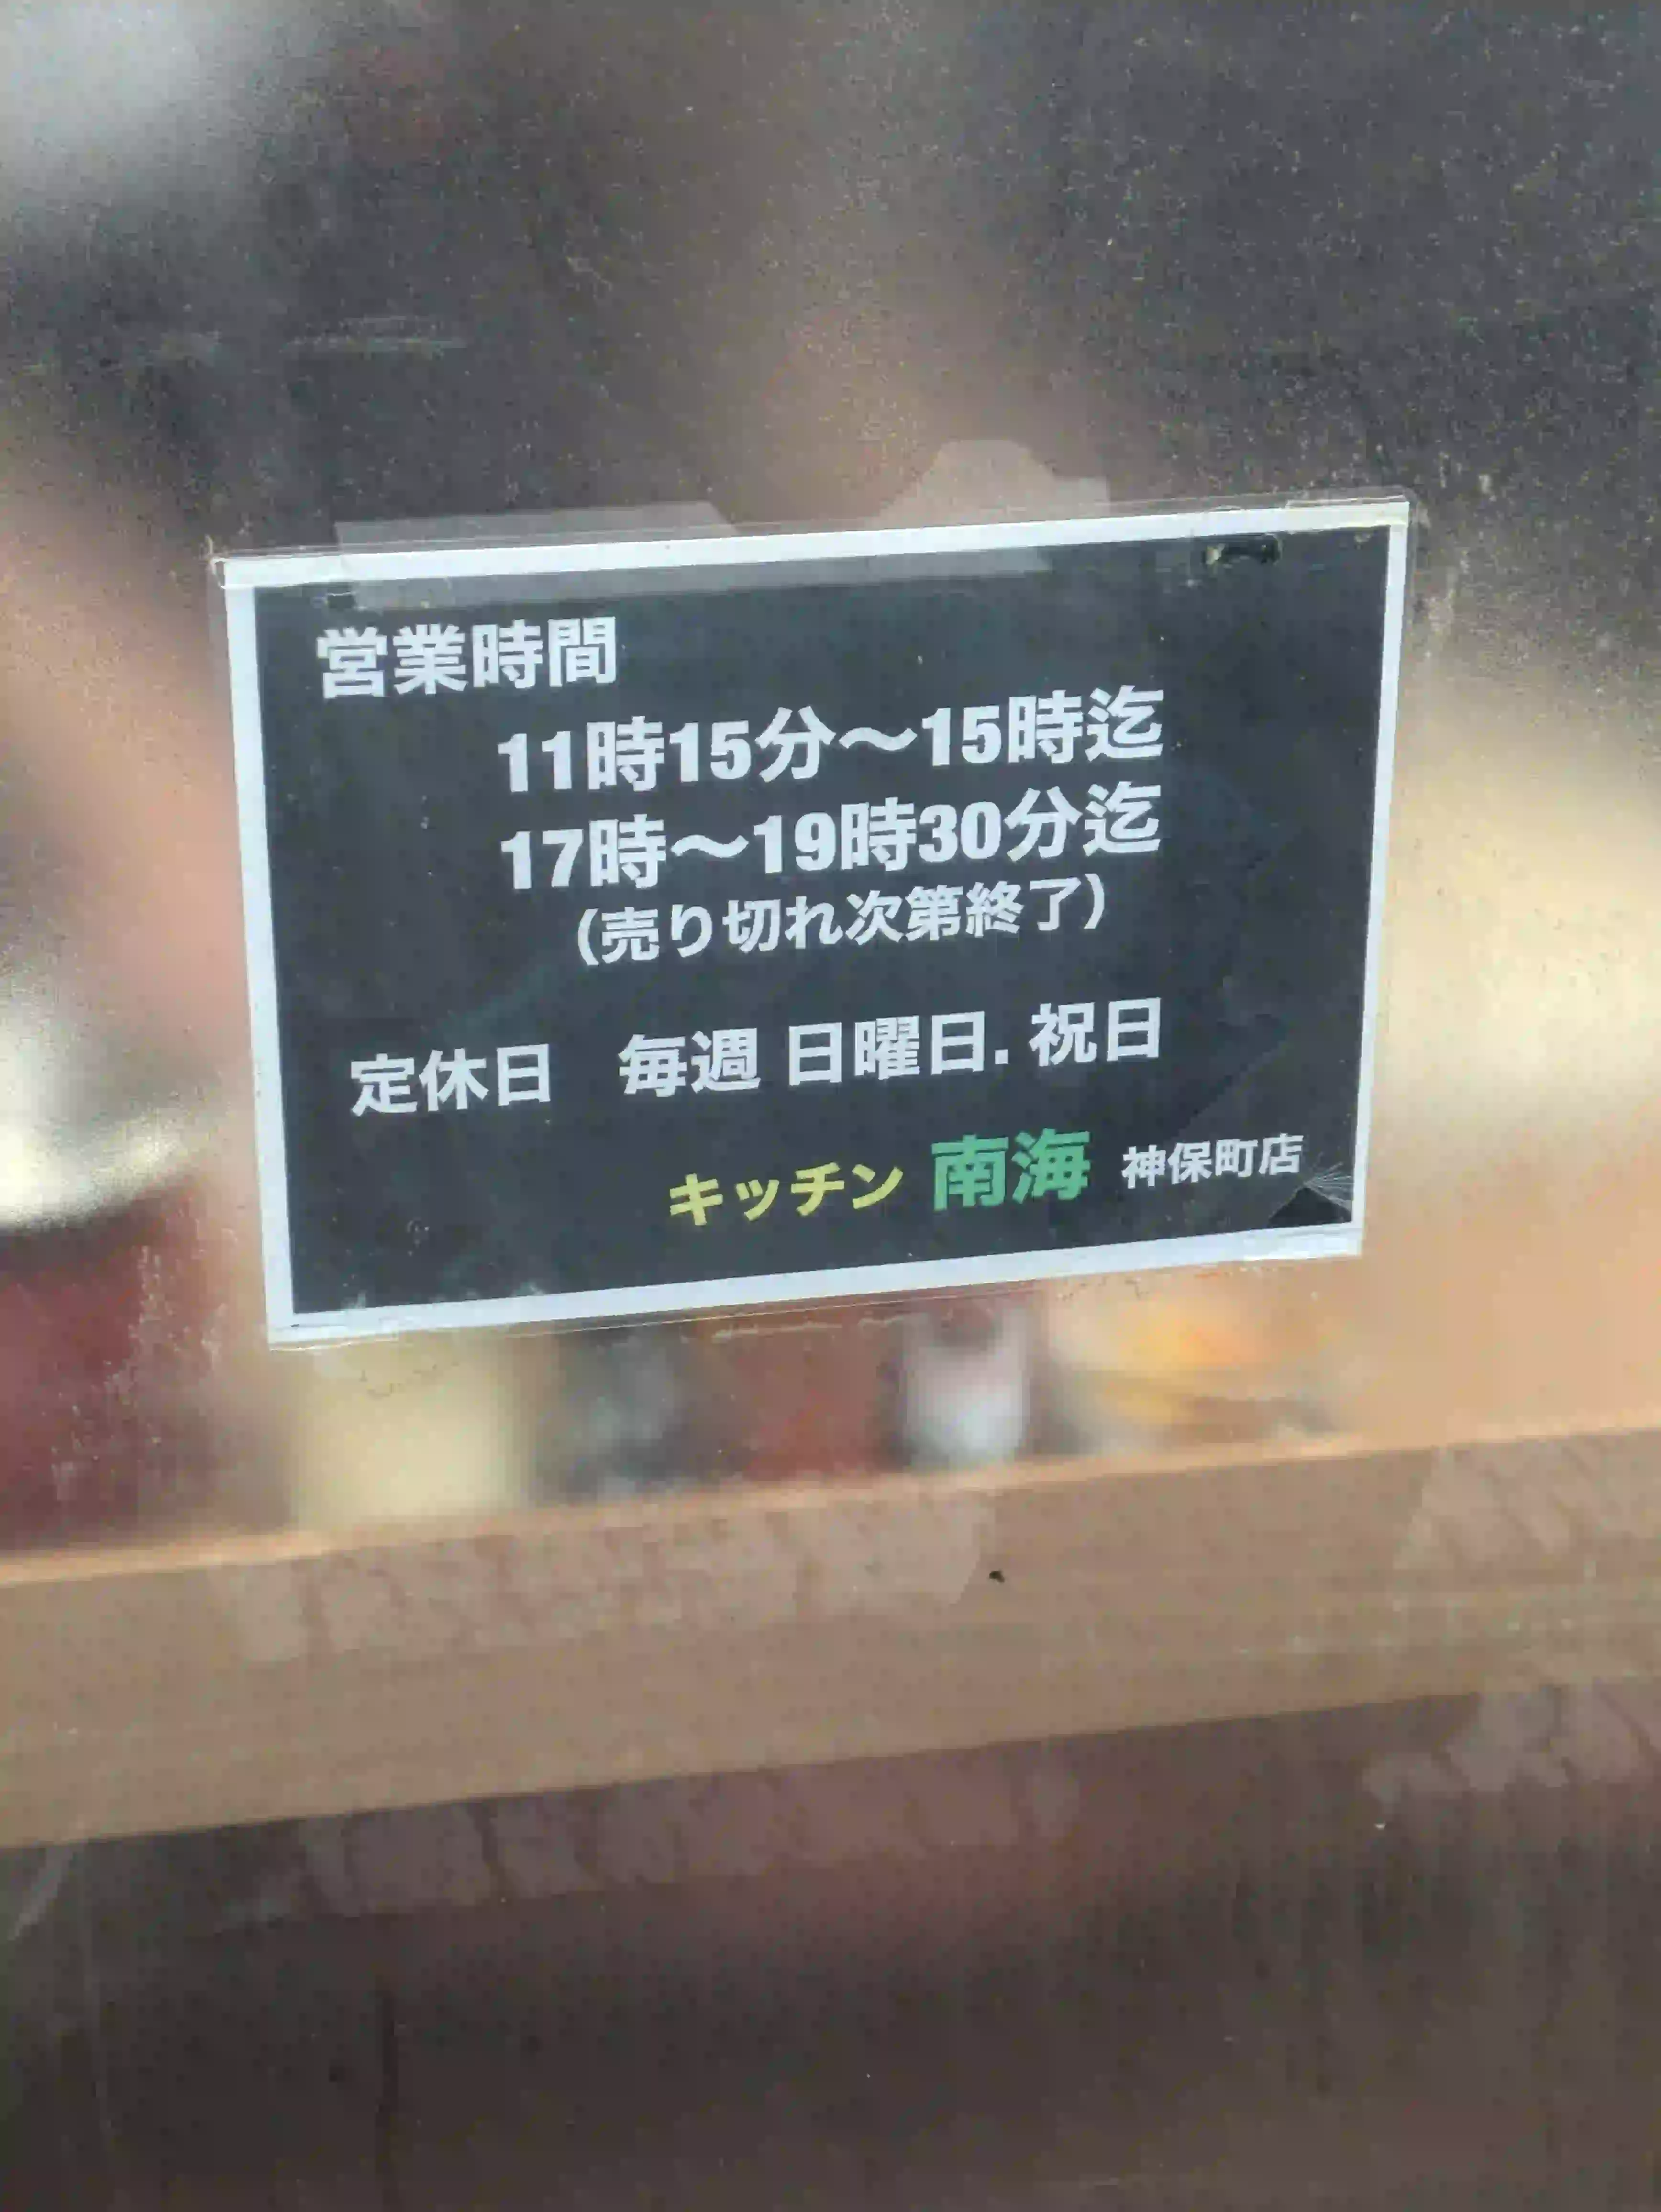 営業時間
11時15分〜15時迄
17時〜19時30分迄
(売り切れ次第終了)
定休日　毎週 日曜日. 祝日
キッチン 南海 神保町店